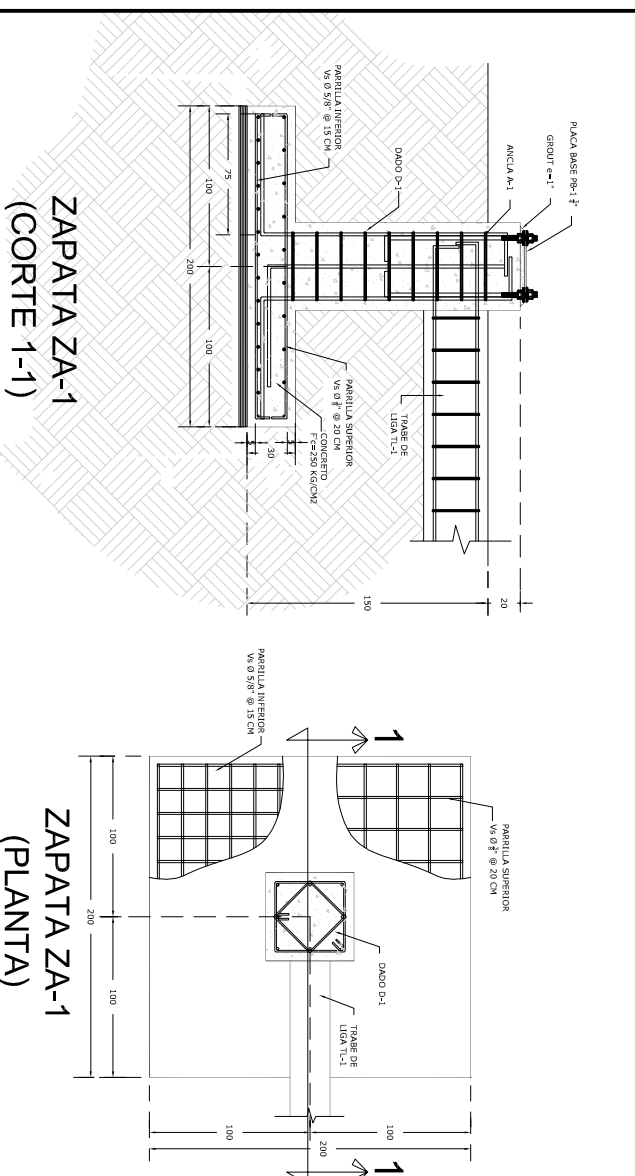 PLACA BASE PB-1 3/4"
GROUT e=1"
ANCLA A-1
DADO D-1
PARRILLA INFERIOR
Vs Ø 5/8" @ 15 CM
TRABE DE
LIGA TL-1
PARRILLA SUPERIOR
Vs Ø @ 20 CM
CONCRETO
F'c=250 KG/CM2
20
150
5
30
5
75
100
100
200
ZAPATA ZA-1
(CORTE 1-1)
PARRILLA SUPERIOR
Vs Ø @ 20 CM
PARRILLA INFERIOR
Vs Ø 5/8" @ 15 CM
DADO D-1
TRABE DE
LIGA TL-1
1
1
100
100
200
100
100
200
ZAPATA ZA-1
(PLANTA)